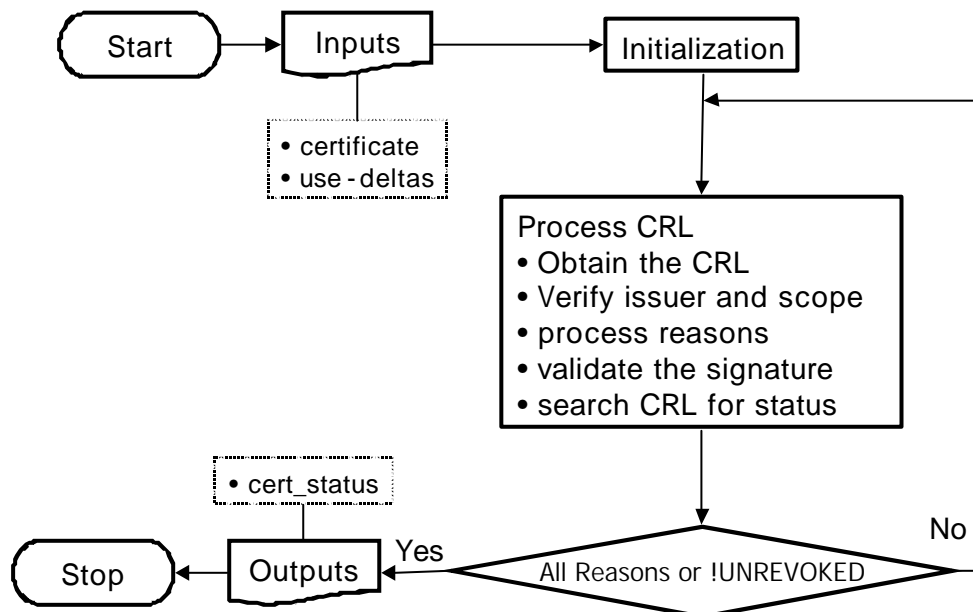 Start
Inputs
Initialization
• certificate
• use-deltas
Process CRL
• Obtain the CRL
• Verify issuer and scope
• process reasons
• validate the signature
• search CRL for status
• cert_status
No
Yes
Stop
Outputs
All Reasons or !UNREVOKED